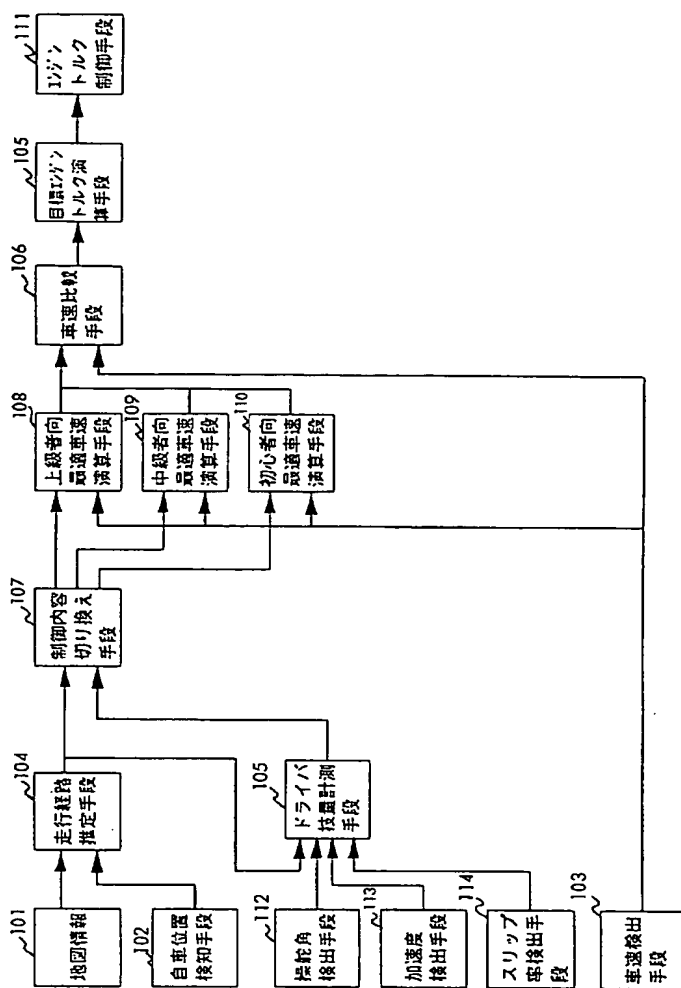 101
地図情報
102
自車位置
検知手段
112
操舵角
検出手段
113
加速度
検出手段
114
スリップ
率検出手
段
103
車速検出
手段
104
走行経路
推定手段
105
ドライバ
技量計測
手段
107
制御内容
切り換え
手段
108
上級者向
最適車速
演算手段
109
中級者向
最適車速
演算手段
110
初心者向
最適車速
演算手段
106
車速比較
手段
105
目標エンジン
トルク演
算手段
111
エンジン
トルク
制御手段